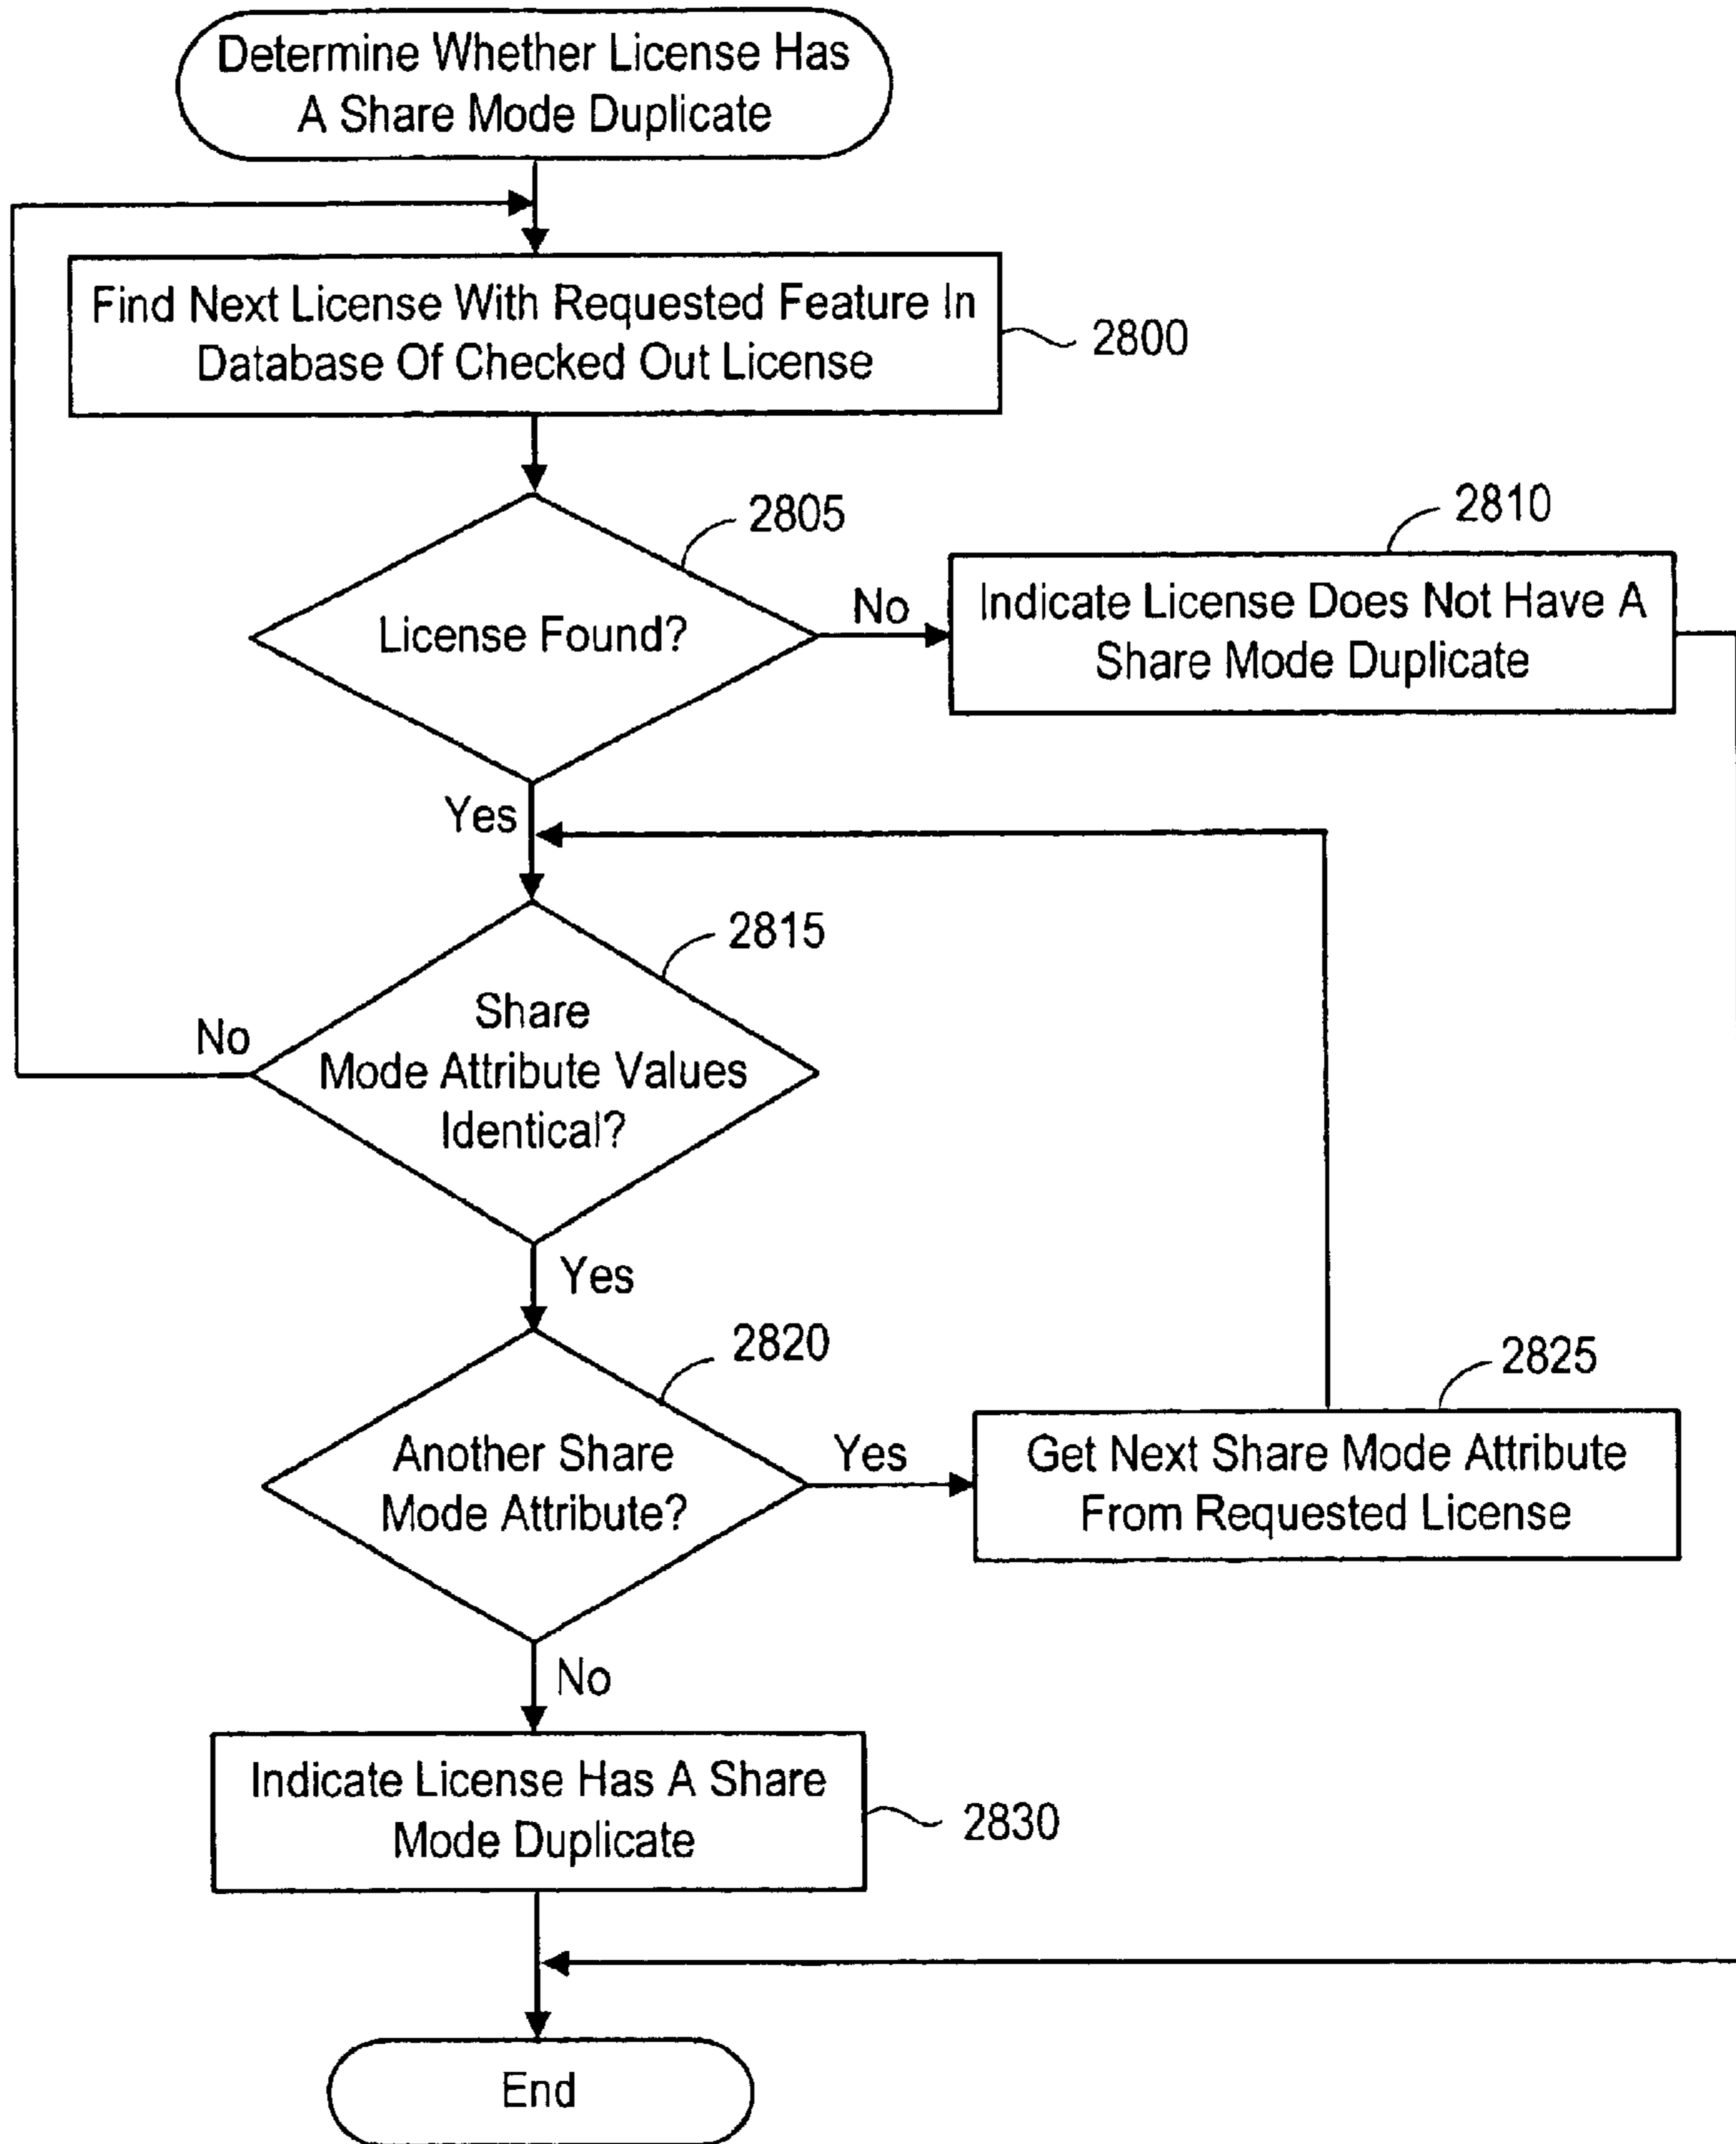 Determine Whether License Has
A Share Mode Duplicate
Find Next License With Requested Feature In
Database Of Checked Out License
2800
2805
License Found?
No
2810
Indicate License Does Not Have A
Share Mode Duplicate
Yes
2815
Share
Mode Attribute Values
Identical?
No
Yes
2820
Another Share
Mode Attribute?
Yes
2825
Get Next Share Mode Attribute
From Requested License
No
Indicate License Has A Share
Mode Duplicate
2830
End